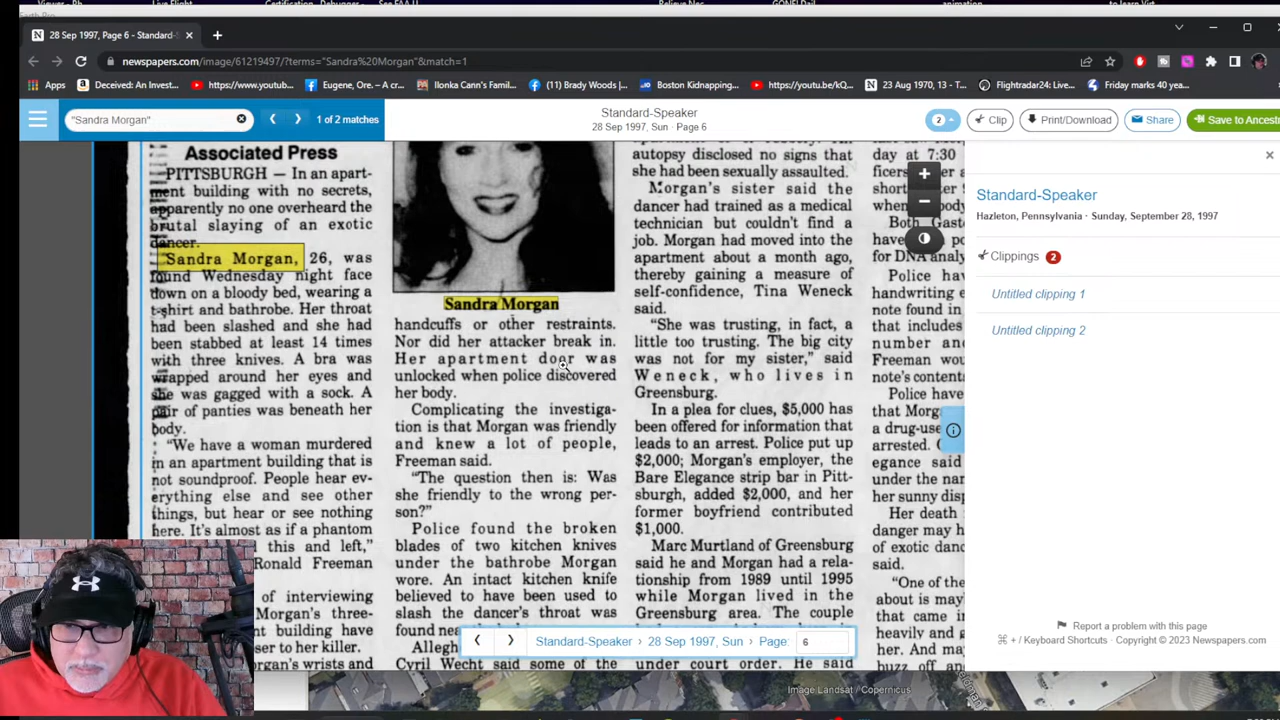 28 Sep 1997, Page 6 - Standard-S
newspapers.com/image/61219497/?terms="Sandra%20Morgan"&match=1
Apps
Deceived: An Invest...
https://www.youtub...
Eugene, Ore. – A cr...
Ilonka Cann's Famil...
(11) Brady Woods |...
Boston Kidnapping...
https://youtu.be/kQ...
23 Aug 1970, 13 - T...
Flightradar24: Live...
Friday marks 40 yea...
"Sandra Morgan"
1 of 2 matches
Standard-Speaker
28 Sep 1997, Sun · Page 6
2
Clip
Print/Download
Share
Save to Ancest
Associated Press
PITTSBURGH — In an apart-
ment building with no secrets,
apparently no one overheard the
brutal slaying of an exotic
dancer.
Sandra Morgan, 26, was
found Wednesday night face
down on a bloody bed, wearing a
t-shirt and bathrobe. Her throat
had been slashed and she had
been stabbed at least 14 times
with three knives. A bra was
wrapped around her eyes and
she was gagged with a sock. A
pair of panties was beneath her
body.
"We have a woman murdered
in an apartment building that is
not soundproof. People hear ev-
erything else and see other
things, but hear or see nothing
here. It's almost as if a phantom
this and left,"
Ronald Freeman
of interviewing
Morgan's three-
nt building have
ser to her killer.
rgan's wrists and
Sandra Morgan
handcuffs or other restraints.
Nor did her attacker break in.
Her apartment door was
unlocked when police discovered
her body.
Complicating the investiga-
tion is that Morgan was friendly
and knew a lot of people,
Freeman said.
"The question then is: Was
she friendly to the wrong per-
son?"
Police found the broken
blades of two kitchen knives
under the bathrobe Morgan
wore. An intact kitchen knife
believed to have been used to
slash the dancer's throat was
found nea
Allegh
Cyril Wecht said some of the
autopsy disclosed no signs that
she had been sexually assaulted.
Morgan's sister said the
dancer had trained as a medical
technician but couldn't find a
job. Morgan had moved into the
apartment about a month ago,
thereby gaining a measure of
self-confidence, Tina Weneck
said.
"She was trusting, in fact, a
little too trusting. The big city
was not for my sister," said
Weneck, who lives in
Greensburg.
In a plea for clues, $5,000 has
been offered for information that
leads to an arrest. Police put up
$2,000; Morgan's employer, the
Bare Elegance strip bar in Pitt-
sburgh, added $2,000, and her
former boyfriend contributed
$1,000.
Marc Murtland of Greensburg
said he and Morgan had a rela-
tionship from 1989 until 1995
while Morgan lived in the
Greensburg area. The couple
under court order. He said
day at 7:30
ficers
short
when
Both Gast
have
for DNA analy
Police hav
handwriting
note found in
that includes
number an
Freeman wou
note's content
Police have
that Morg
a drug-use
arrested.
egance said
under the nam
her sunny disp
Her death
danger may h
of exotic danc
said.
"One of the
about is may
that came i
heavily and
buzz off an
Standard-Speaker › 28 Sep 1997, Sun › Page: 6
Standard-Speaker
Hazleton, Pennsylvania · Sunday, September 28, 1997
Clippings 2
Untitled clipping 1
Untitled clipping 2
Report a problem with this page
⌘ + / Keyboard Shortcuts · Copyright © 2023 Newspapers.com
Image Landsat / Copernicus